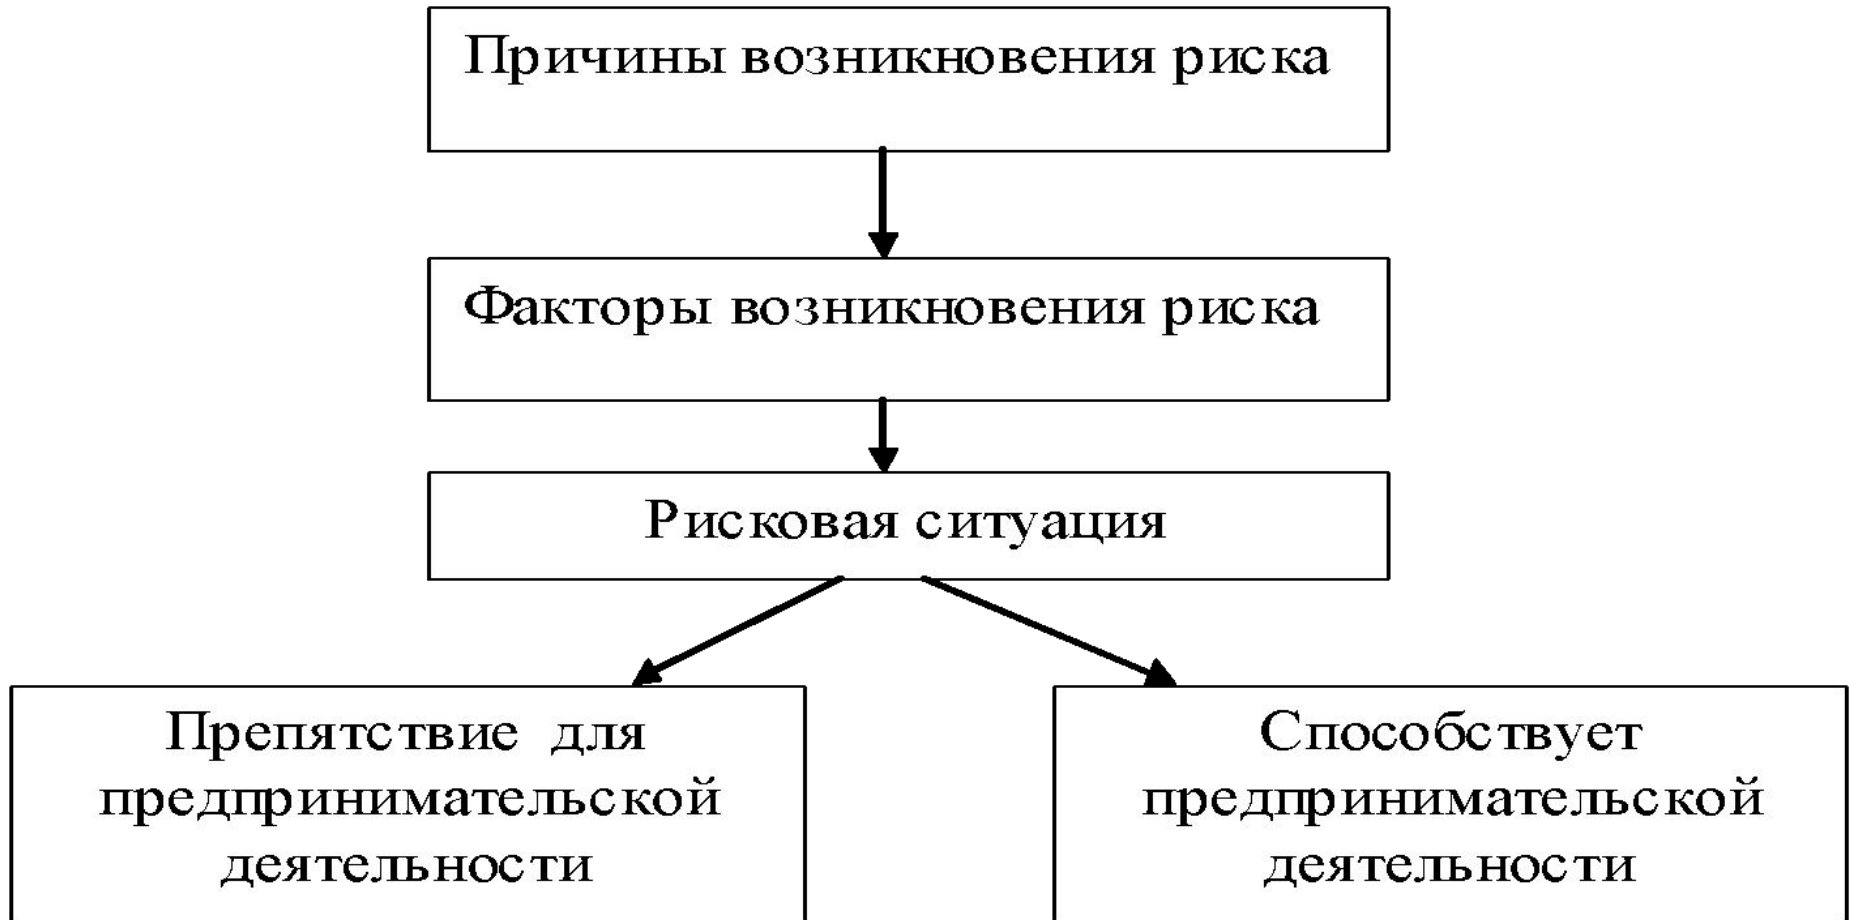 Причины возникновения риска
Факторы возникновения риска
Рисковая ситуация
Препятствие для
предпринимательской
деятельности
Способствует
предпринимательской
деятельности